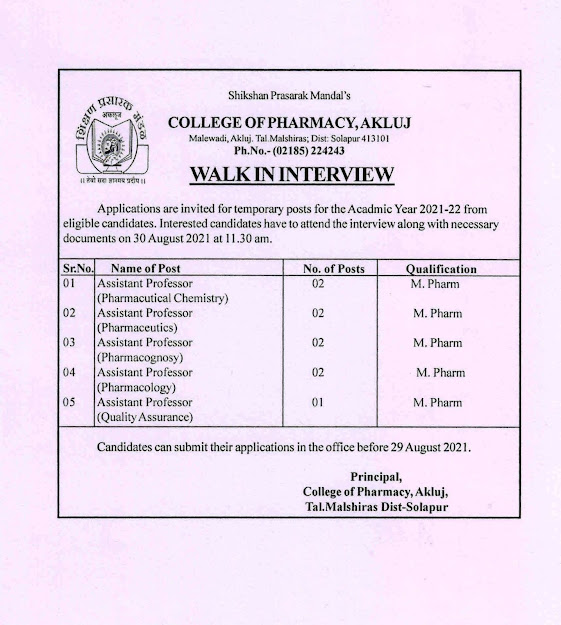 शिक्षण प्रसारक मंडळ
अकलूज
।। तेवो सदा ज्ञानमय प्रदीप।।
Shikshan Prasarak Mandal's
COLLEGE OF PHARMACY, AKLUJ
Malewadi, Akluj. Tal.Malshiras; Dist: Solapur 413101
Ph.No.- (02185) 224243
WALK IN INTERVIEW
Applications are invited for temporary posts for the Acadmic Year 2021-22 from
eligible candidates. Interested candidates have to attend the interview along with necessary
documents on 30 August 2021 at 11.30 am.
Sr.No. Name of Post No. of Posts Qualification
01 Assistant Professor 02 M. Pharm
(Pharmacutical Chemistry)
02 Assistant Professor 02 M. Pharm
(Pharmaceutics)
03 Assistant Professor 02 M. Pharm
(Pharmacognosy)
04 Assistant Professor 02 M. Pharm
(Pharmacology)
05 Assistant Professor 01 M. Pharm
(Quality Assurance)
Candidates can submit their applications in the office before 29 August 2021.
Principal,
College of Pharmacy, Akluj,
Tal.Malshiras Dist-Solapur